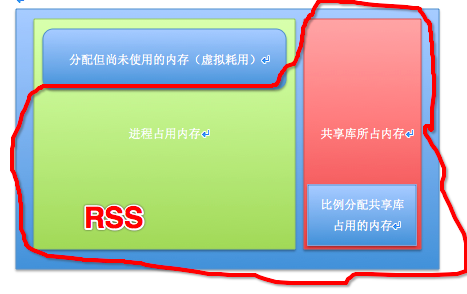 分配但尚未使用的内存（虚拟耗用）
进程占用内存
共享库所占内存
比例分配共享库
占用的内存
RSS